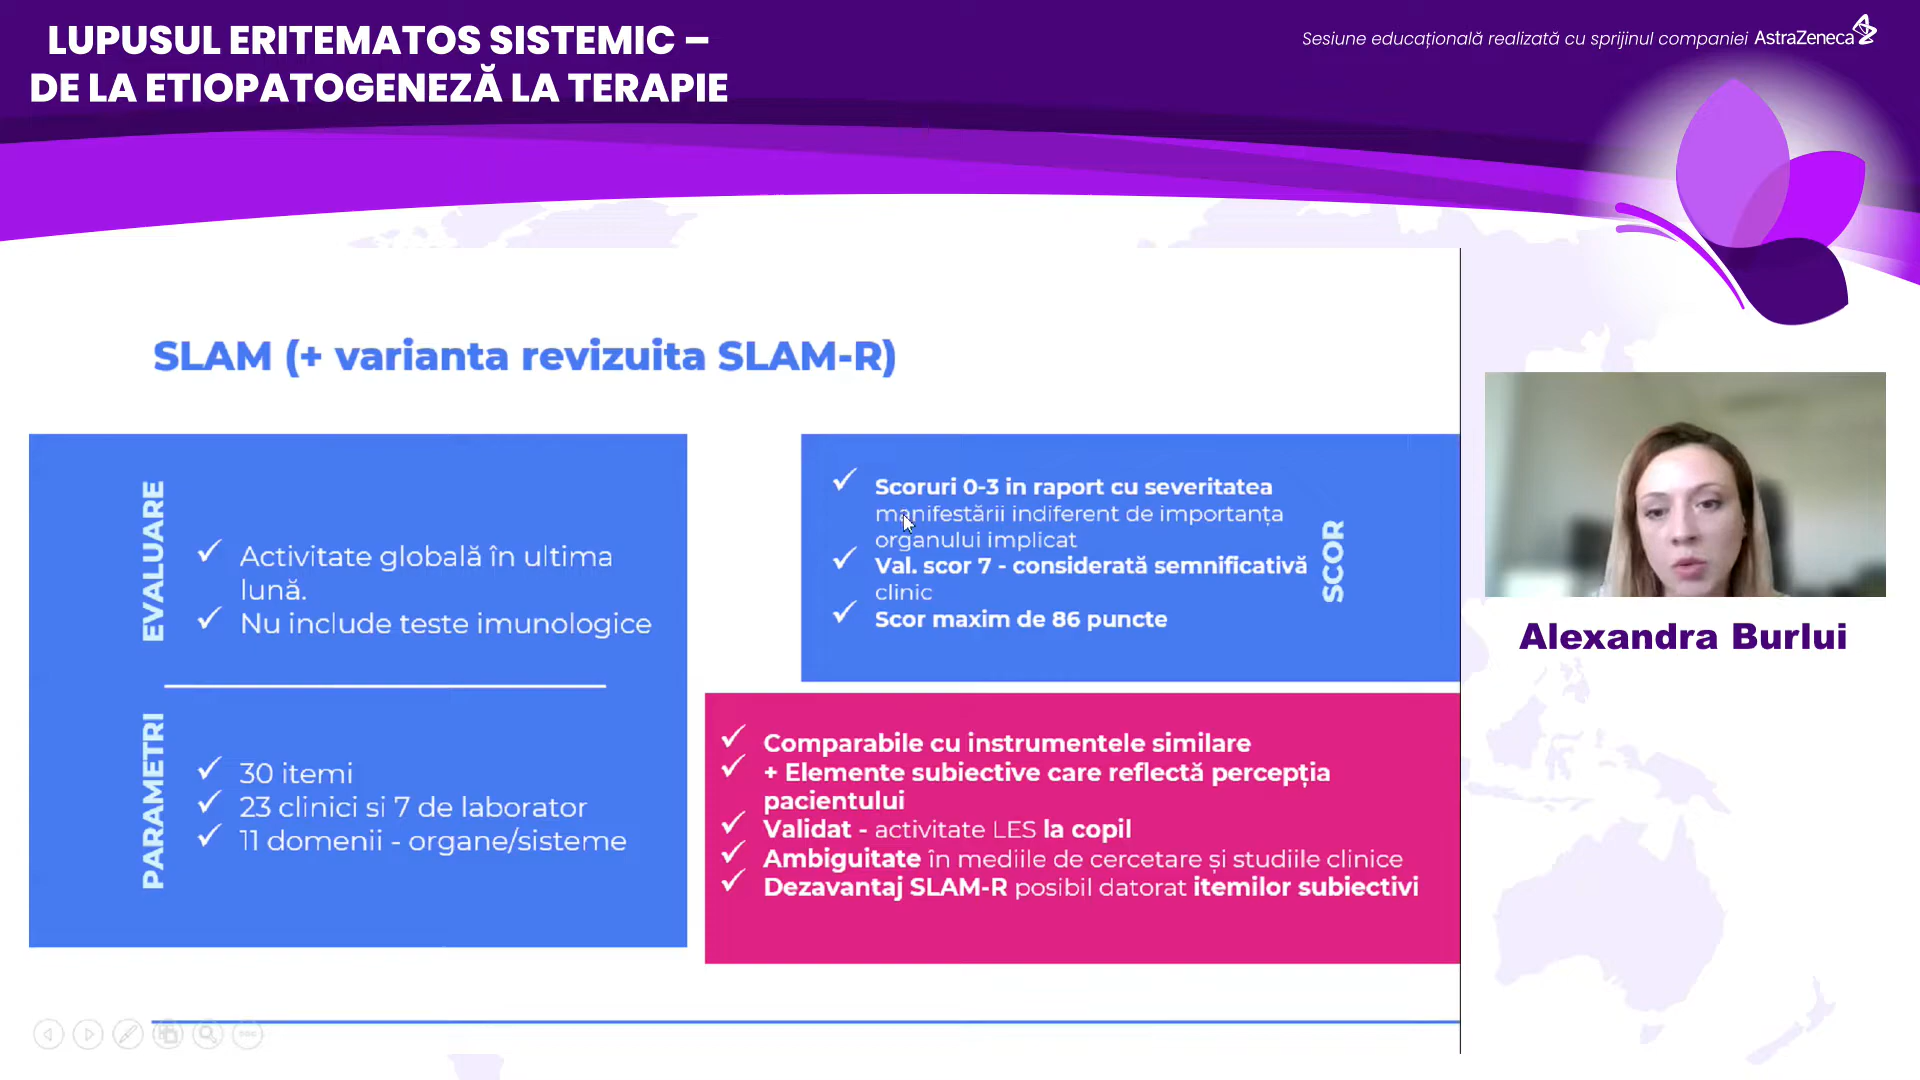 LUPUSUL ERITEMATOS SISTEMIC –
DE LA ETIOPATOGENEZĂ LA TERAPIE
Sesiune educațională realizată cu sprijinul companiei AstraZeneca
SLAM (+ varianta revizuita SLAM-R)
EVALUARE
Activitate globală în ultima
lună.
Nu include teste imunologice
PARAMETRI
30 itemi
23 clinici si 7 de laborator
11 domenii - organe/sisteme
Scoruri 0-3 in raport cu severitatea
manifestării indiferent de importanța
organului implicat
Val. scor 7 - considerată semnificativă
clinic
Scor maxim de 86 puncte
SCOR
Comparabile cu instrumentele similare
+ Elemente subiective care reflectă percepția
pacientului
Validat - activitate LES la copil
Ambiguitate în mediile de cercetare și studiile clinice
Dezavantaj SLAM-R posibil datorat itemilor subiectivi
Alexandra Burlui